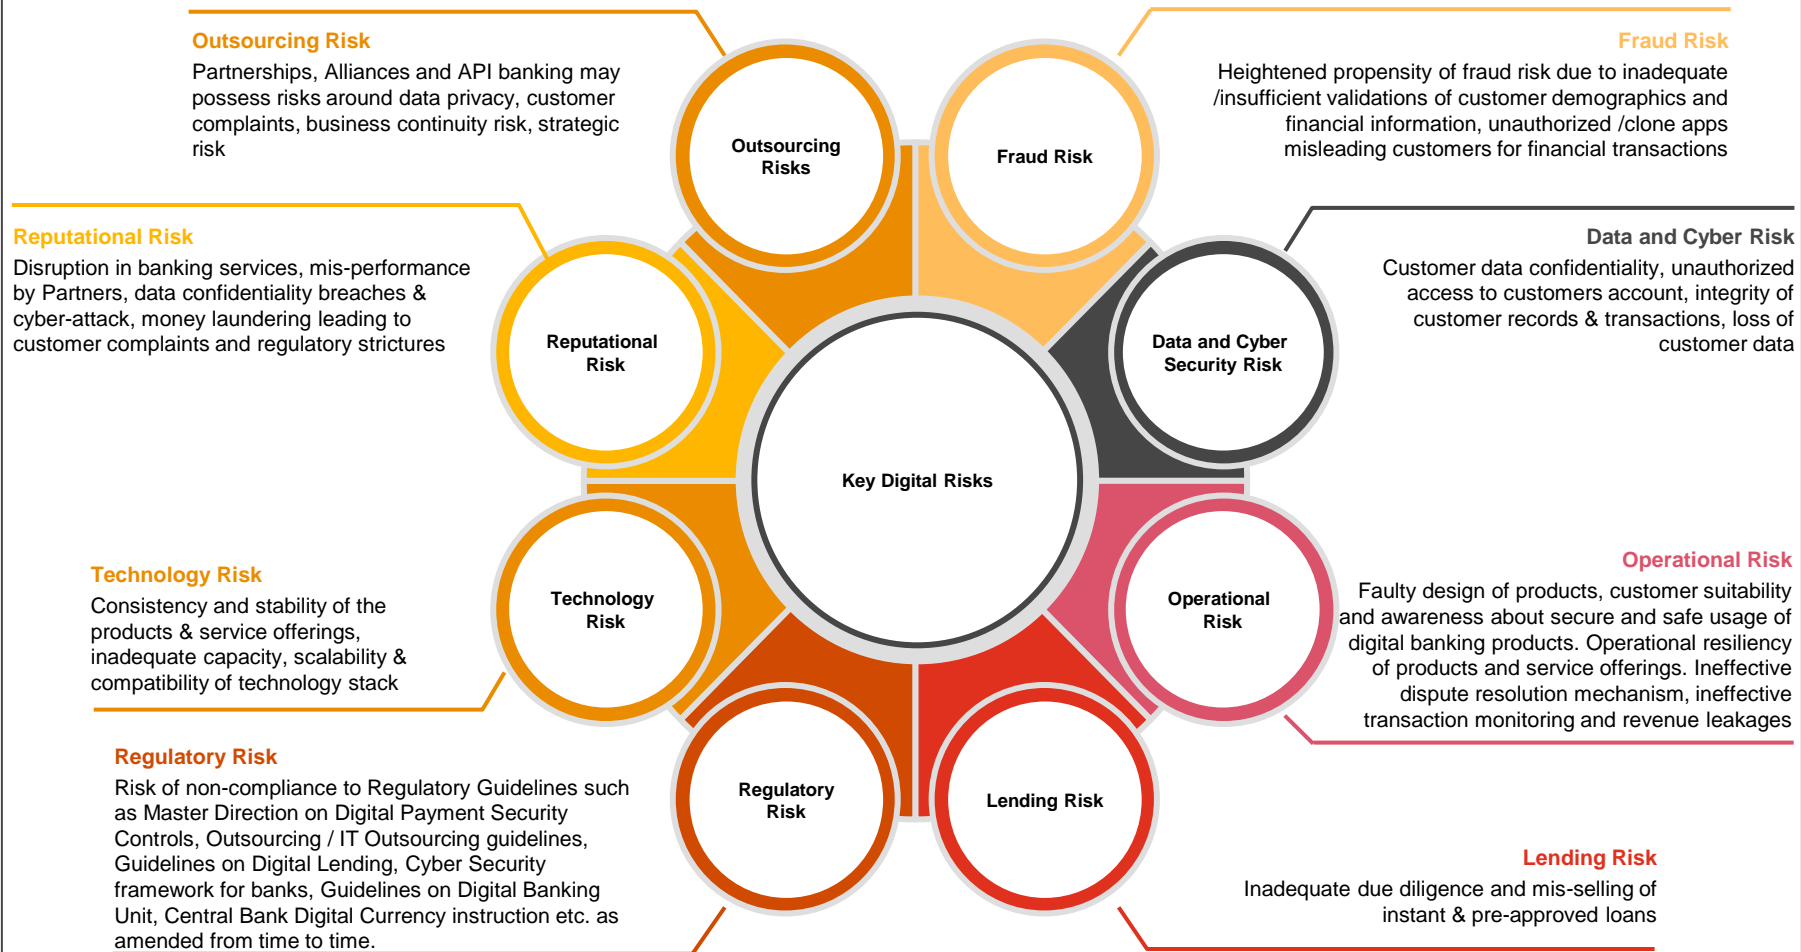 Outsourcing Risk
Partnerships, Alliances and API banking may
possess risks around data privacy, customer
complaints, business continuity risk, strategic
risk
Fraud Risk
Heightened propensity of fraud risk due to inadequate
/insufficient validations of customer demographics and
financial information, unauthorized /clone apps
misleading customers for financial transactions
Outsourcing
Risks
Fraud Risk
Reputational Risk
Disruption in banking services, mis-performance
by Partners, data confidentiality breaches &
cyber-attack, money laundering leading to
customer complaints and regulatory strictures
Data and Cyber Risk
Customer data confidentiality, unauthorized
access to customers account, integrity of
customer records & transactions, loss of
customer data
Reputational
Risk
Data and Cyber
Security Risk
Key Digital Risks
Technology Risk
Consistency and stability of the
products & service offerings,
inadequate capacity, scalability &
compatibility of technology stack
Technology
Risk
Operational
Risk
Operational Risk
Faulty design of products, customer suitability
and awareness about secure and safe usage of
digital banking products. Operational resiliency
of products and service offerings. Ineffective
dispute resolution mechanism, ineffective
transaction monitoring and revenue leakages
Regulatory Risk
Risk of non-compliance to Regulatory Guidelines such
as Master Direction on Digital Payment Security
Controls, Outsourcing / IT Outsourcing guidelines,
Guidelines on Digital Lending, Cyber Security
framework for banks, Guidelines on Digital Banking
Unit, Central Bank Digital Currency instruction etc. as
amended from time to time.
Regulatory
Risk
Lending Risk
Lending Risk
Inadequate due diligence and mis-selling of
instant & pre-approved loans